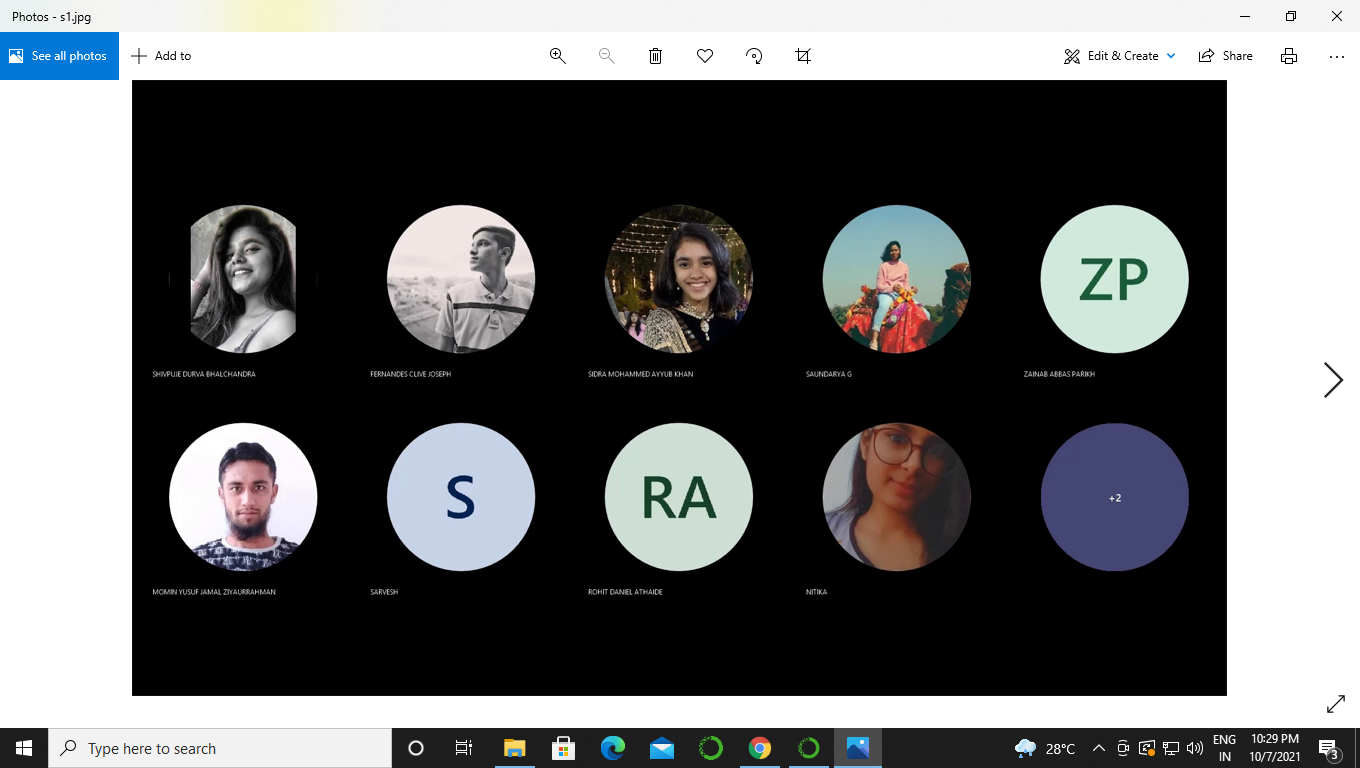 Photos - s1.jpg
See all photos
Add to
Edit & Create
Share
ZP
SHIVPUJE DURVA BHALCHANDRA
FERNANDES CLIVE JOSEPH
SIDRA MOHAMMED AYYUB KHAN
SAUNDARYA G
ZAINAB ABBAS PARIKH
S
RA
+2
MOMIN YUSUF JAMAL ZIYAURRAHMAN
SARVESH
ROHIT DANIEL ATHAIDE
NITIKA
Type here to search
28°C
ENG
IN
10:29 PM
10/7/2021
3